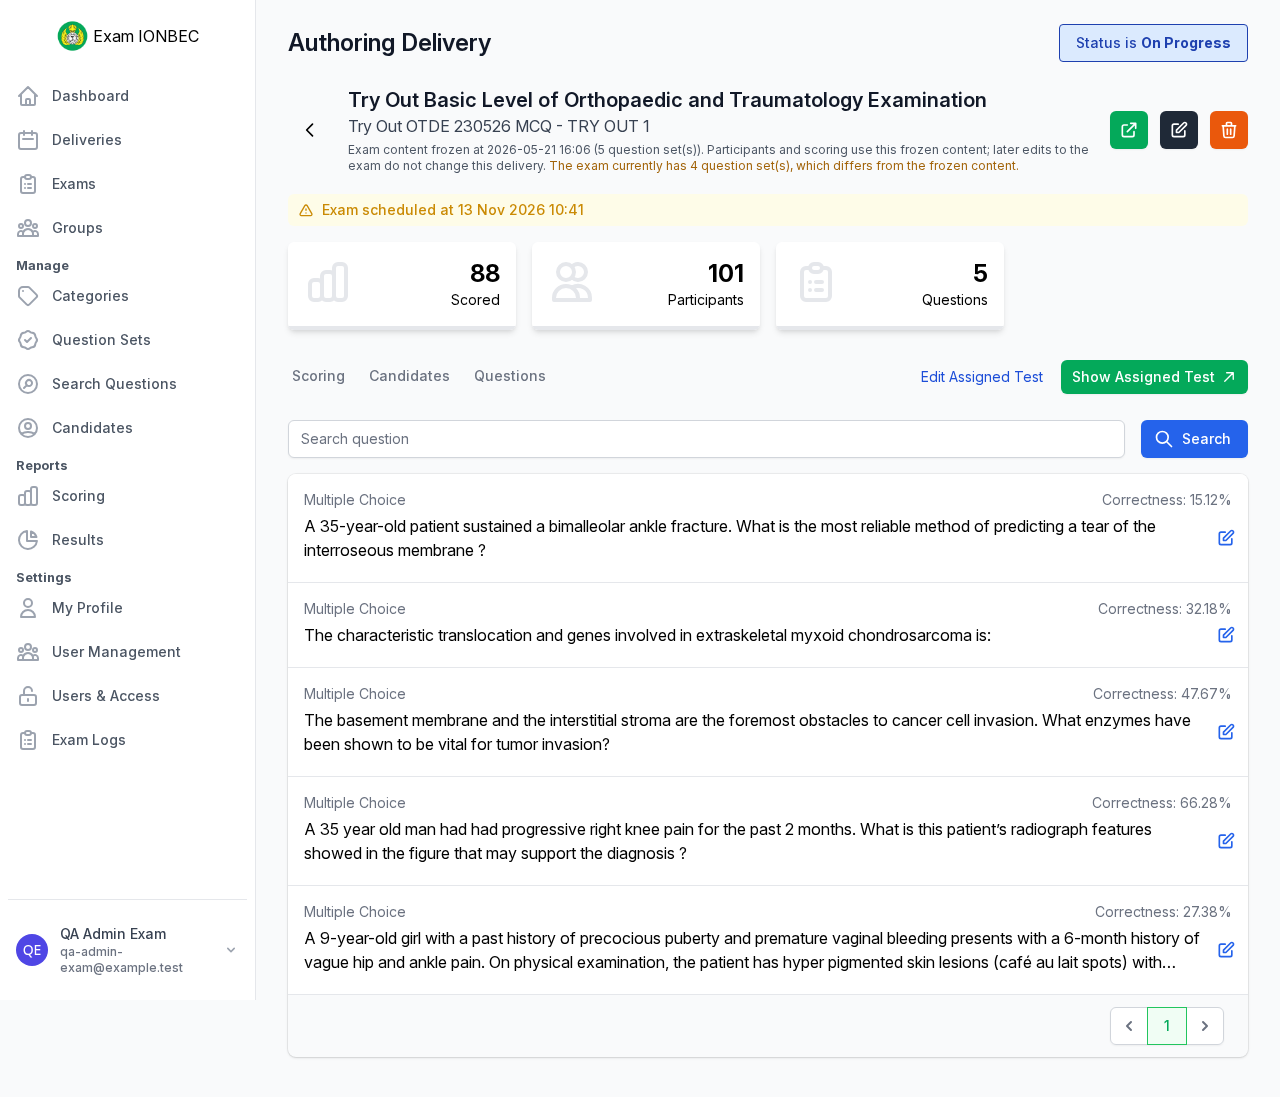 Exam IONBEC
Dashboard
Deliveries
Exams
Groups
Manage
Categories
Question Sets
Search Questions
Candidates
Reports
Scoring
Results
Settings
My Profile
User Management
Users & Access
Exam Logs
QE
QA Admin Exam
qa-admin-
exam@example.test
Authoring Delivery
Status is On Progress
Try Out Basic Level of Orthopaedic and Traumatology Examination
Try Out OTDE 230526 MCQ - TRY OUT 1
Exam content frozen at 2026-05-21 16:06 (5 question set(s)). Participants and scoring use this frozen content; later edits to the
exam do not change this delivery. The exam currently has 4 question set(s), which differs from the frozen content.
Exam scheduled at 13 Nov 2026 10:41
88
Scored
101
Participants
5
Questions
Scoring
Candidates
Questions
Edit Assigned Test
Show Assigned Test
Search question
Search
Multiple Choice
Correctness: 15.12%
A 35-year-old patient sustained a bimalleolar ankle fracture. What is the most reliable method of predicting a tear of the
interroseous membrane ?
Multiple Choice
Correctness: 32.18%
The characteristic translocation and genes involved in extraskeletal myxoid chondrosarcoma is:
Multiple Choice
Correctness: 47.67%
The basement membrane and the interstitial stroma are the foremost obstacles to cancer cell invasion. What enzymes have
been shown to be vital for tumor invasion?
Multiple Choice
Correctness: 66.28%
A 35 year old man had had progressive right knee pain for the past 2 months. What is this patient’s radiograph features
showed in the figure that may support the diagnosis ?
Multiple Choice
Correctness: 27.38%
A 9-year-old girl with a past history of precocious puberty and premature vaginal bleeding presents with a 6-month history of
vague hip and ankle pain. On physical examination, the patient has hyper pigmented skin lesions (café au lait spots) with…
1